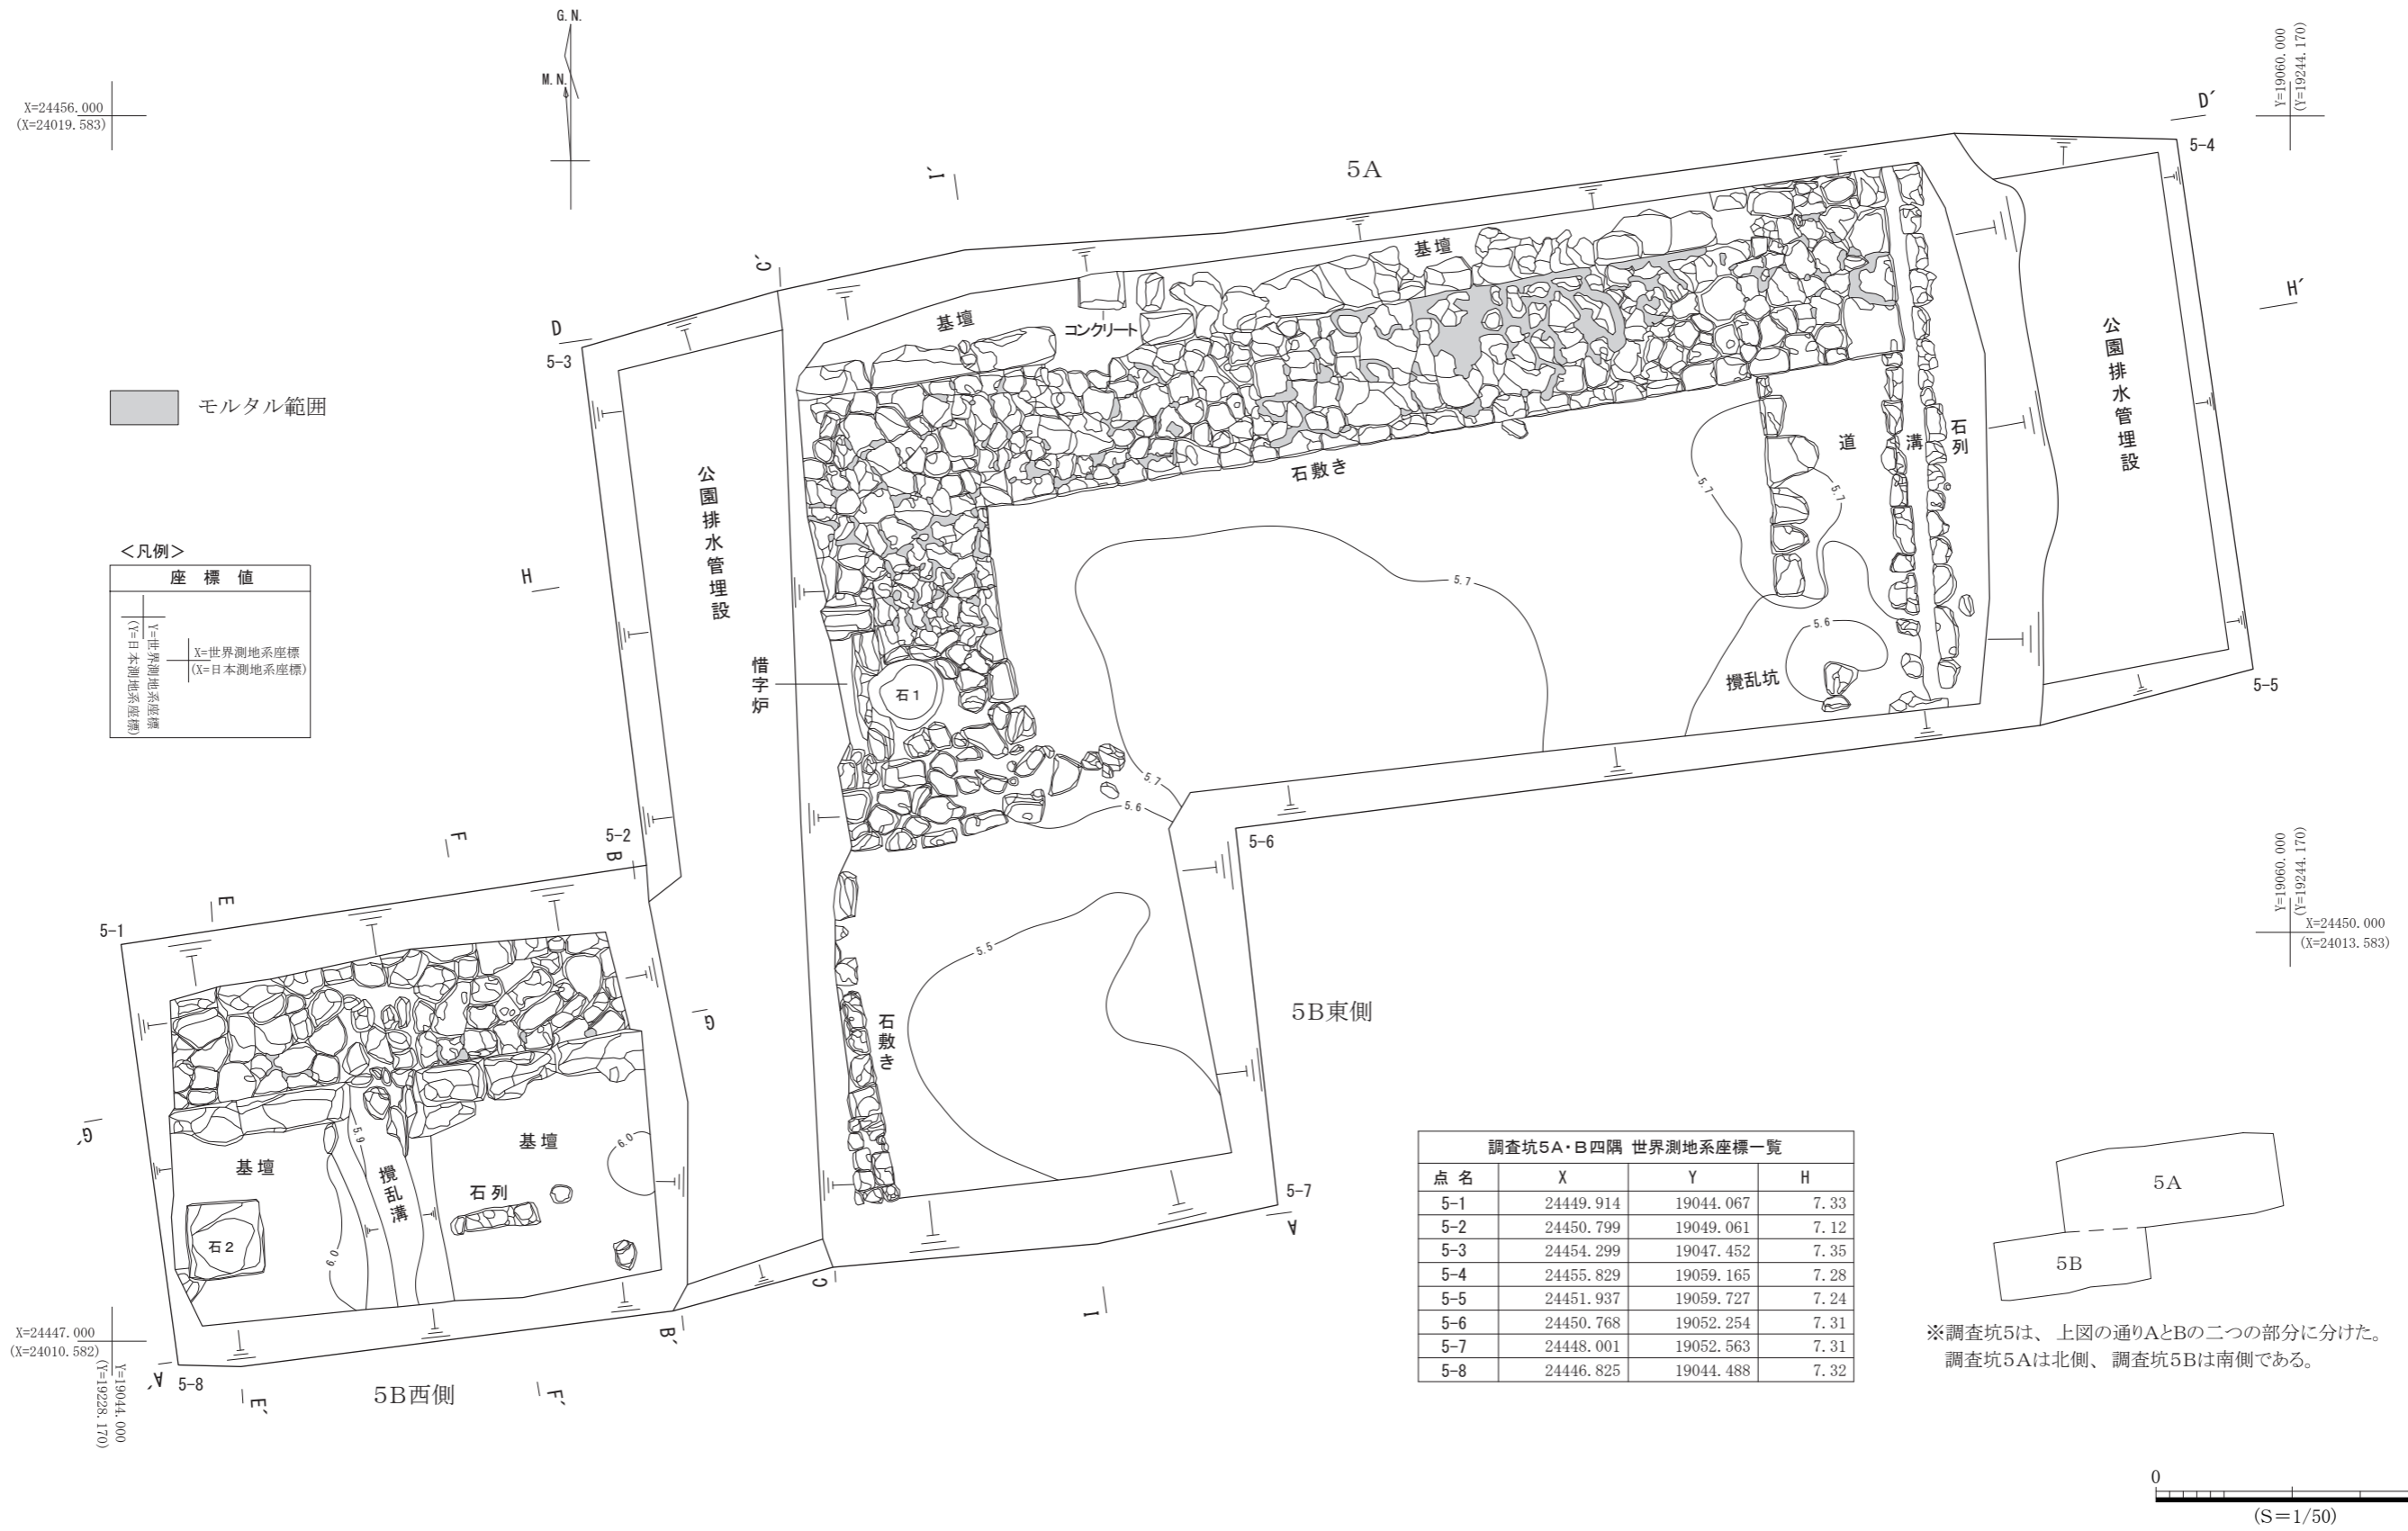 G.N.
M.N.
X=24456.000
(X=24019.583)
Y=19060.000
(Y=19244.170)
D´
5-4
I´
5A
C´
基壇
H´
D
5-3
基壇
コンクリート
公園排水管埋設
モルタル範囲
公園排水管埋設
石敷き
道
溝
石列
5.7
5.7
<凡例>
座標値
Y=世界測地系座標
(Y=日本測地系座標)
X=世界測地系座標
(X=日本測地系座標)
H
5.7
5.6
惜字炉
石1
攪乱坑
5-5
5.7
5.6
F
5-2
B
5-6
Y=19060.000
(Y=19244.170)
X=24450.000
(X=24013.583)
E
5-1
5.5
G
5B東側
石敷き
G´
5.9
基壇
6.0
基壇
攪乱溝
石列
石2
6.0
5-7
A
C
I
B´
X=24447.000
(X=24010.582)
Y=19044.000
(Y=19228.170)
A´
5-8
E´
5B西側
F´
調査坑5A・B四隅 世界測地系座標一覧
点名 X Y H
5-1 24449.914 19044.067 7.33
5-2 24450.799 19049.061 7.12
5-3 24454.299 19047.452 7.35
5-4 24455.829 19059.165 7.28
5-5 24451.937 19059.727 7.24
5-6 24450.768 19052.254 7.31
5-7 24448.001 19052.563 7.31
5-8 24446.825 19044.488 7.32
5A
5B
※調査坑5は、上図の通りAとBの二つの部分に分けた。
調査坑5Aは北側、調査坑5Bは南側である。
0
(S=1/50)